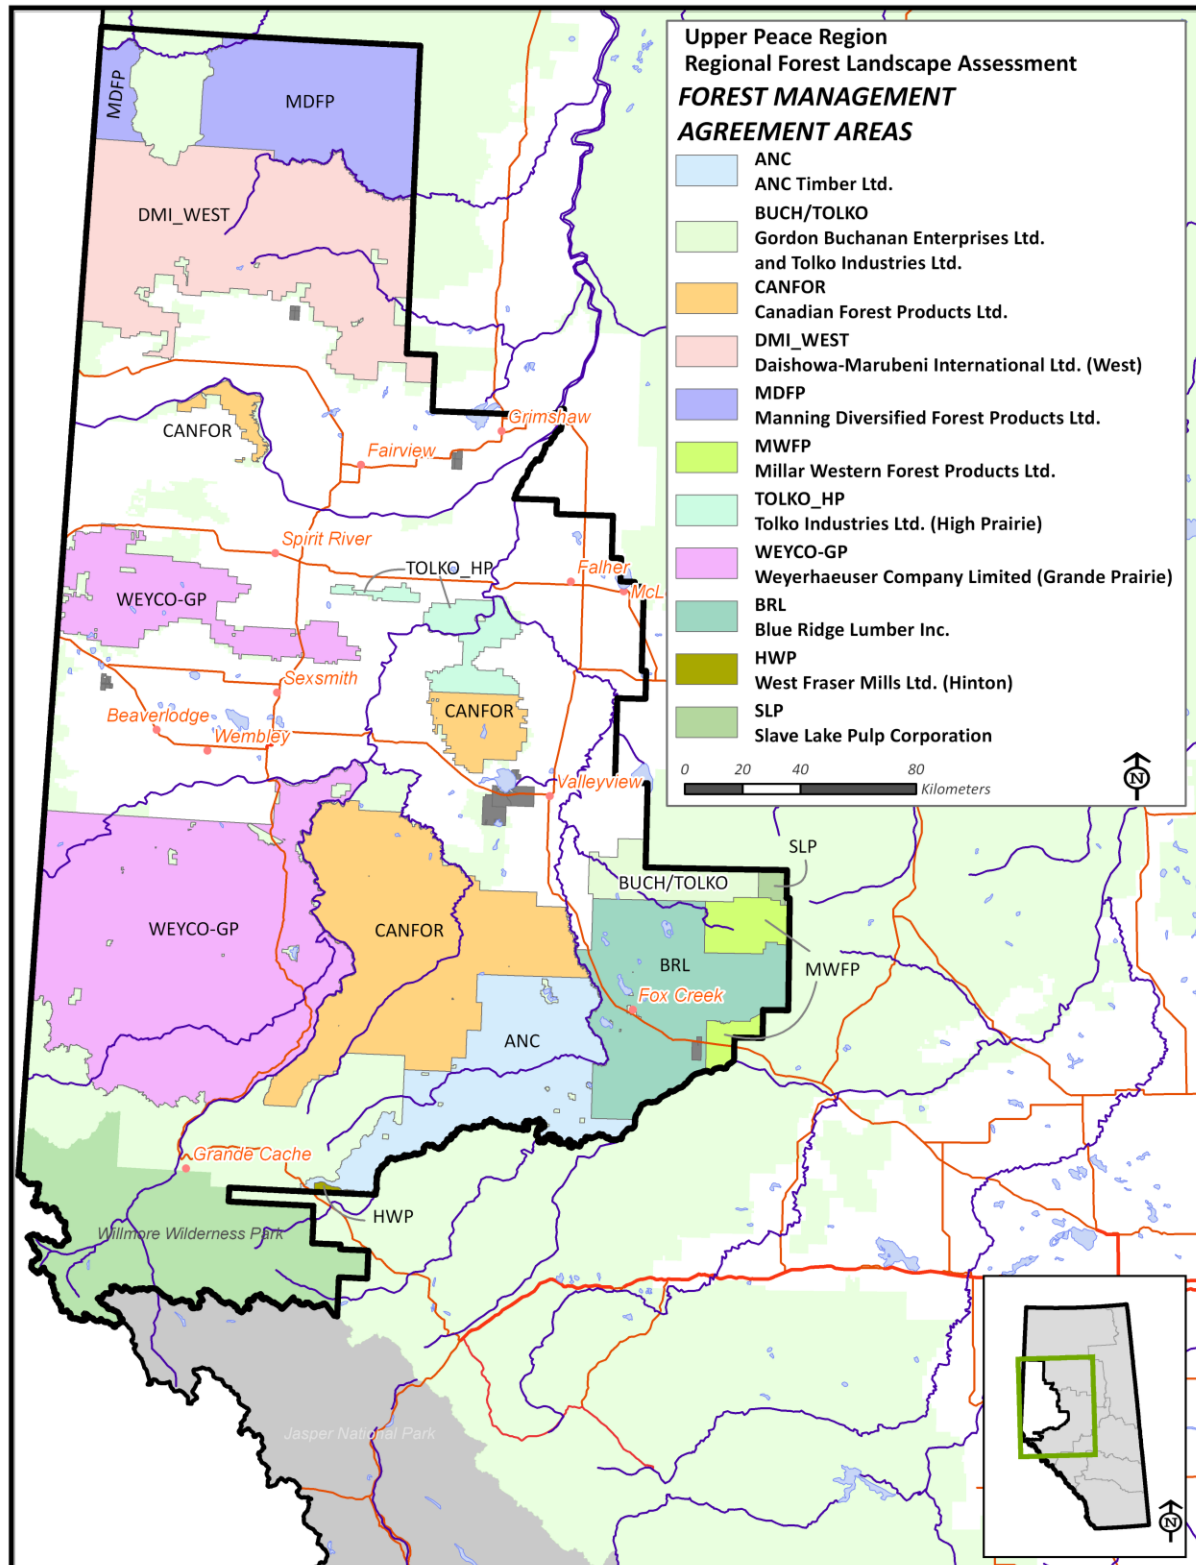 Upper Peace Region
Regional Forest Landscape Assessment
FOREST MANAGEMENT
AGREEMENT AREAS
ANC
ANC Timber Ltd.
BUCH/TOLKO
Gordon Buchanan Enterprises Ltd.
and Tolko Industries Ltd.
CANFOR
Canadian Forest Products Ltd.
DMI_WEST
Daishowa-Marubeni International Ltd. (West)
MDFP
Manning Diversified Forest Products Ltd.
MWFP
Millar Western Forest Products Ltd.
TOLKO_HP
Tolko Industries Ltd. (High Prairie)
WEYCO-GP
Weyerhaeuser Company Limited (Grande Prairie)
BRL
Blue Ridge Lumber Inc.
HWP
West Fraser Mills Ltd. (Hinton)
SLP
Slave Lake Pulp Corporation
0 20 40 80
Kilometers
N
MDFP
MDFP
DMI_WEST
CANFOR
Grimshaw
Fairview
Spirit River
TOLKO_HP
Falher
McL
WEYCO-GP
Sexsmith
Beaverlodge
Wembley
CANFOR
Valleyview
SLP
BUCH/TOLKO
WEYCO-GP
CANFOR
BRL
MWFP
Fox Creek
ANC
Grande Cache
HWP
Willmore Wilderness Park
Jasper National Park
N